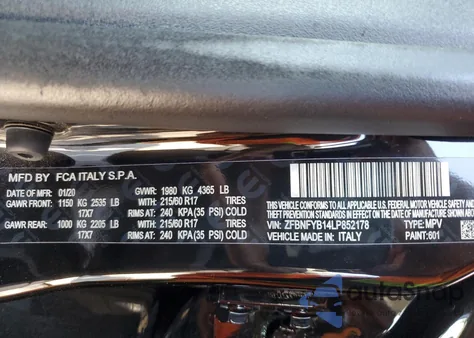 MFD BY FCA ITALY S.P.A.
MFD: 01/20 GVWR: 1980 KG 4365 LB
GAWR FRONT: 1150 KG 2535 LB WITH TIRES: 215/60 R17
17X7 RIMS AT: 240 KPA(35 PSI) COLD
GAWR REAR: 1000 KG 2205 LB WITH TIRES: 215/60 R17
17X7 RIMS AT: 240 KPA(35 PSI) COLD
THIS VEHICLE CONFORMS TO ALL APPLICABLE
U.S.A. FEDERAL MOTOR VEHICLE SAFETY AND
THEFT PREVENTION STANDARDS IN EFFECT ON
THE DATE OF MANUFACTURE SHOWN ABOVE
VIN: ZFBNFYB14LP852178 TYPE: MPV
VEHICLE MADE IN: ITALY PAINT: 601
autoSnap